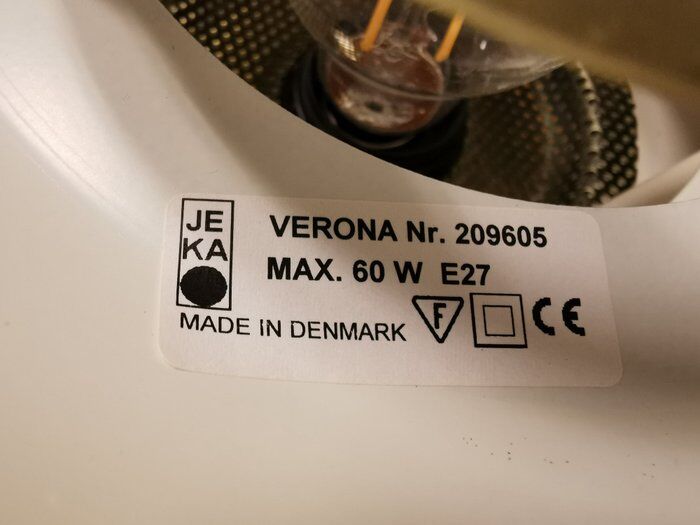 JE
KA
VERONA Nr. 209605
MAX. 60 W E27
MADE IN DENMARK
F
CE